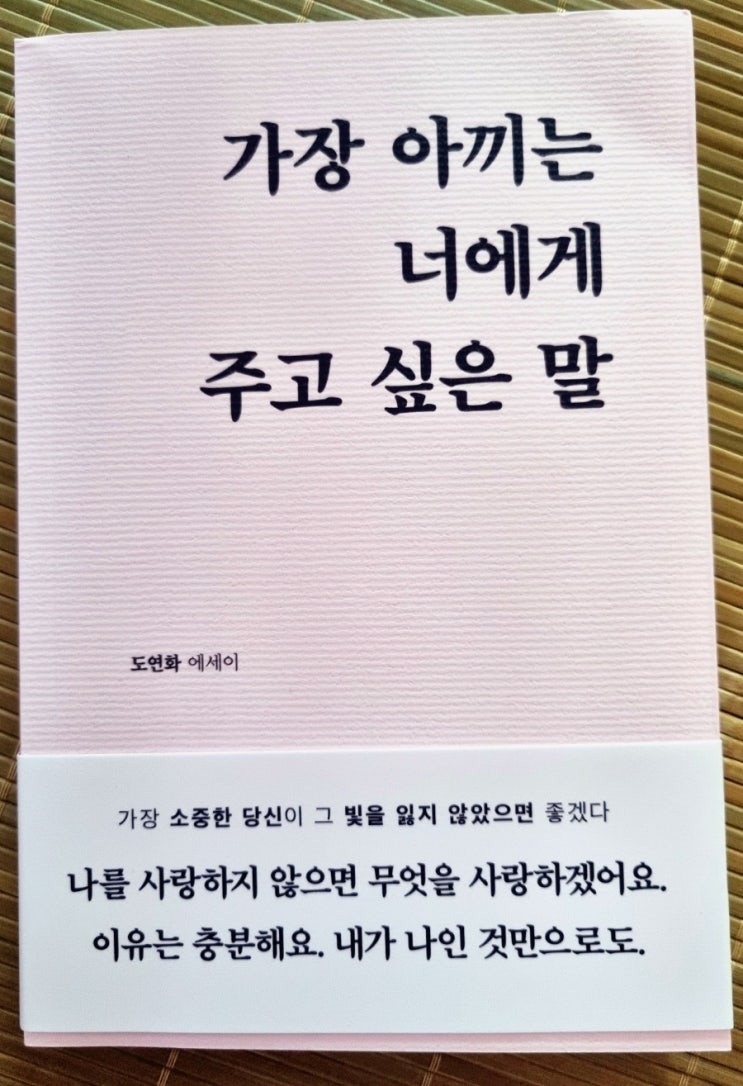 가장 아끼는
너에게
주고 싶은 말
도연화 에세이
가장 소중한 당신이 그 빛을 잃지 않았으면 좋겠다
나를 사랑하지 않으면 무엇을 사랑하겠어요.
이유는 충분해요. 내가 나인 것만으로도.